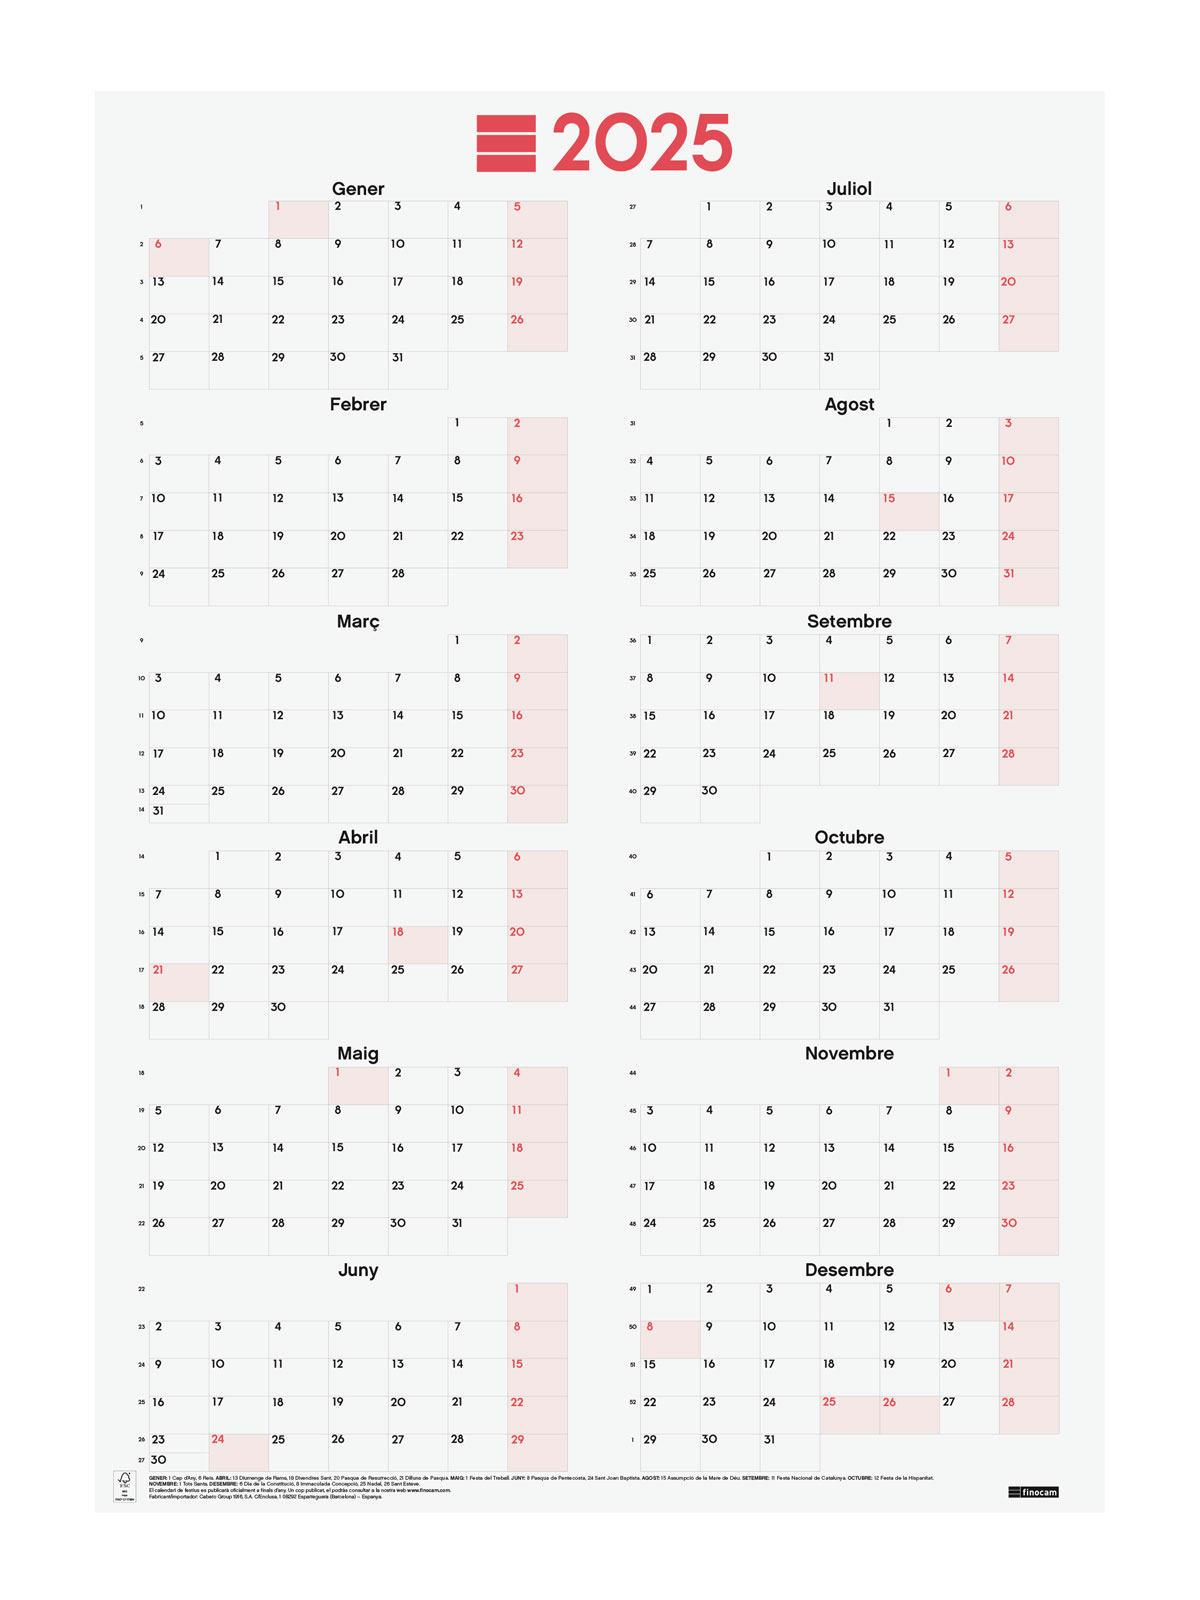 2025
Gener
1 1 2 3 4 5
2 6 7 8 9 10 11 12
3 13 14 15 16 17 18 19
4 20 21 22 23 24 25 26
5 27 28 29 30 31
Febrer
5 1 2
6 3 4 5 6 7 8 9
7 10 11 12 13 14 15 16
8 17 18 19 20 21 22 23
9 24 25 26 27 28
Març
9 1 2
10 3 4 5 6 7 8 9
11 10 11 12 13 14 15 16
12 17 18 19 20 21 22 23
13 24 25 26 27 28 29 30
14 31
Abril
14 1 2 3 4 5 6
15 7 8 9 10 11 12 13
16 14 15 16 17 18 19 20
17 21 22 23 24 25 26 27
18 28 29 30
Maig
18 1 2 3 4
19 5 6 7 8 9 10 11
20 12 13 14 15 16 17 18
21 19 20 21 22 23 24 25
22 26 27 28 29 30 31
Juny
22 1
23 2 3 4 5 6 7 8
24 9 10 11 12 13 14 15
25 16 17 18 19 20 21 22
26 23 24 25 26 27 28 29
27 30
Juliol
27 1 2 3 4 5 6
28 7 8 9 10 11 12 13
29 14 15 16 17 18 19 20
30 21 22 23 24 25 26 27
31 28 29 30 31
Agost
31 1 2 3
32 4 5 6 7 8 9 10
33 11 12 13 14 15 16 17
34 18 19 20 21 22 23 24
35 25 26 27 28 29 30 31
Setembre
36 1 2 3 4 5 6 7
37 8 9 10 11 12 13 14
38 15 16 17 18 19 20 21
39 22 23 24 25 26 27 28
40 29 30
Octubre
40 1 2 3 4 5
41 6 7 8 9 10 11 12
42 13 14 15 16 17 18 19
43 20 21 22 23 24 25 26
44 27 28 29 30 31
Novembre
44 1 2
45 3 4 5 6 7 8 9
46 10 11 12 13 14 15 16
47 17 18 19 20 21 22 23
48 24 25 26 27 28 29 30
Desembre
49 1 2 3 4 5 6 7
50 8 9 10 11 12 13 14
51 15 16 17 18 19 20 21
52 22 23 24 25 26 27 28
1 29 30 31
FSC
GENER: 1 Cap d'Any, 6 Reis. ABRIL: 13 Diumenge de Rams, 18 Divendres Sant, 20 Pasqua de Resurrecció, 21 Dilluns de Pasqua. MAIG: 1 Festa del Treball. JUNY: 8 Pasqua de Pentecosta, 24 Sant Joan Baptista. AGOST: 15 Assumpció de la Mare de Déu. SETEMBRE: 11 Festa Nacional de Catalunya. OCTUBRE: 12 Festa de la Hispanitat.
NOVEMBRE: 1 Tots Sants. DESEMBRE: 6 Dia de la Constitució, 8 Immaculada Concepció, 25 Nadal, 26 Sant Esteve.
El calendari de festius es publicarà oficialment a finals d'any. Un cop publicat, el podràs consultar a la nostra web www.finocam.com.
Fabricant/Importador: Cabero Group 1916, S.A. C/Enclusa, 1 08292 Esparreguera (Barcelona) – Espanya.
finocam